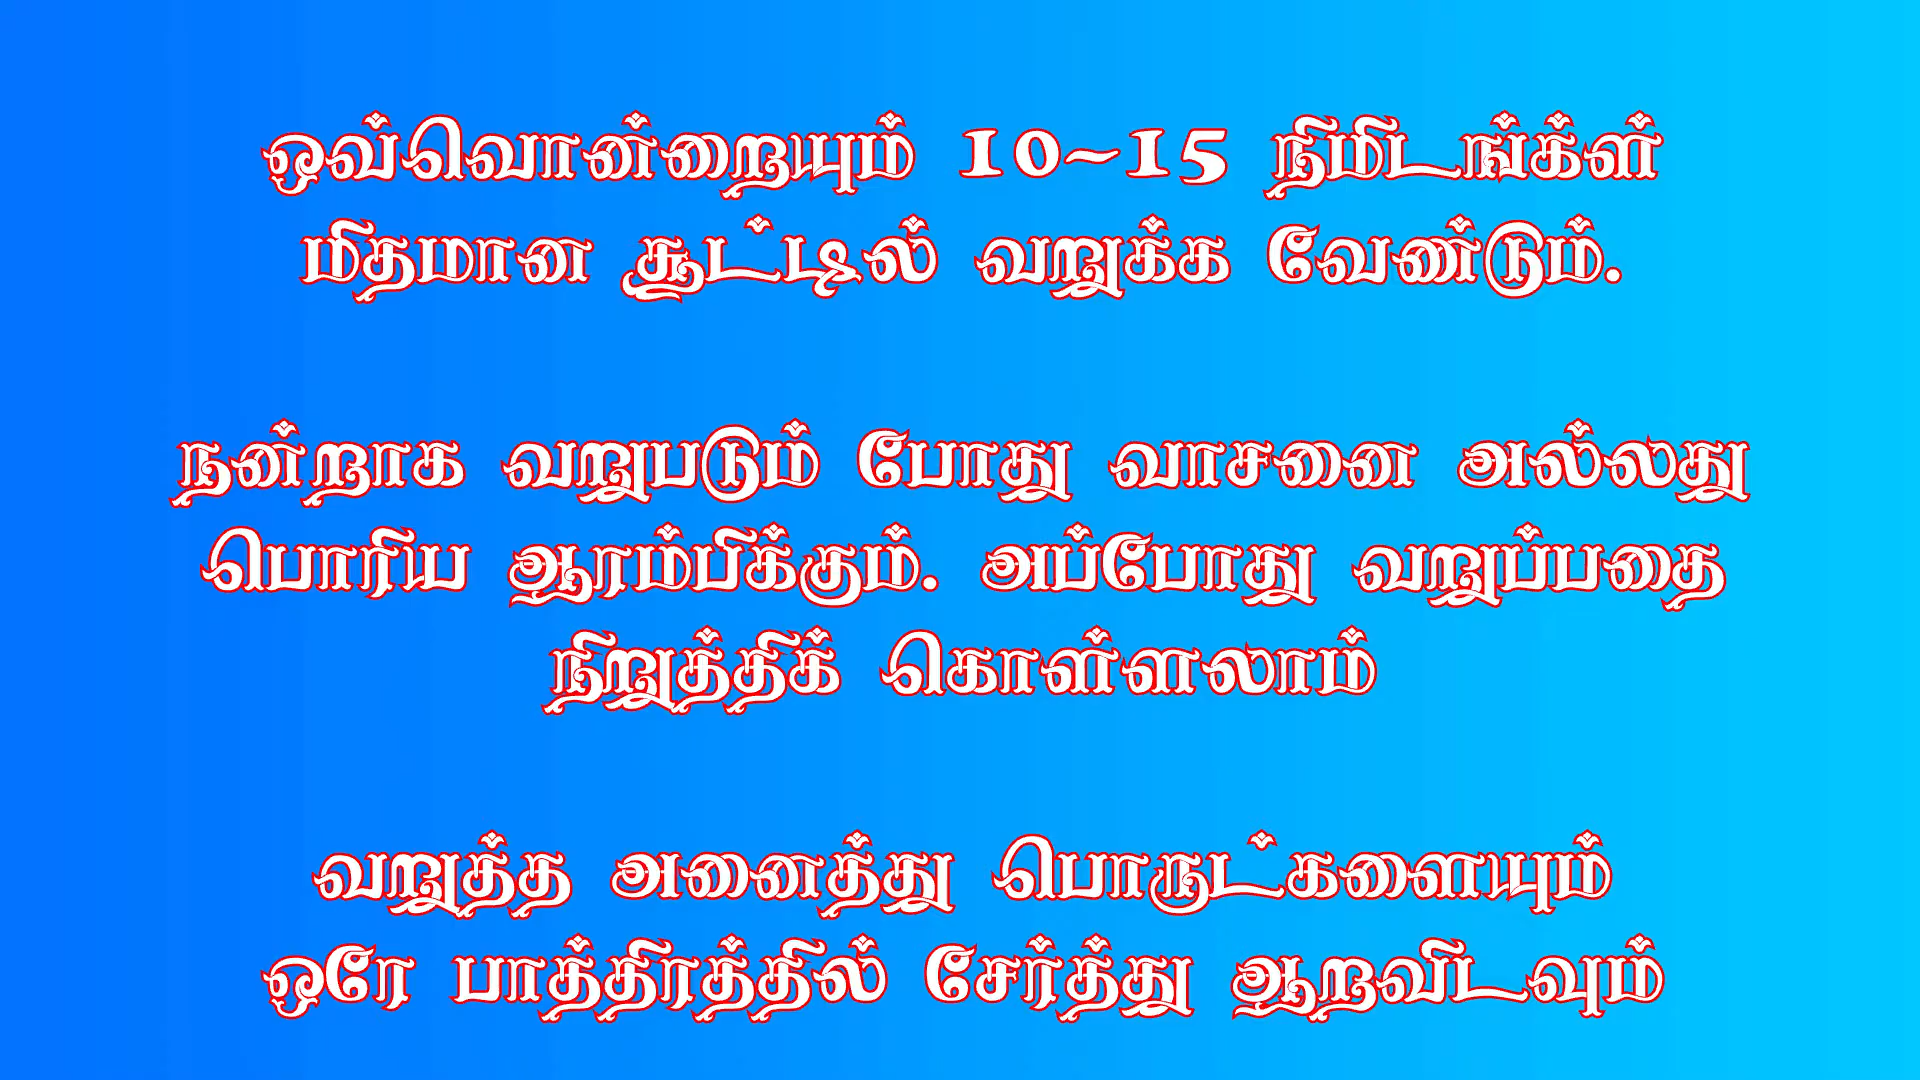 ஒவ்வொன்றையும் 10-15 நிமிடங்க்ள்
மிதமான சூட்டில் வறுக்க வேண்டும்.
நன்றாக வறுபடும் போது வாசனை அல்லது
பொரிய ஆரம்பிக்கும். அப்போது வறுப்பதை
நிறுத்திக் கொள்ளலாம்
வறுத்த அனைத்து பொருட்களையும்
ஒரே பாத்திரத்தில் சேர்த்து ஆறவிடவும்